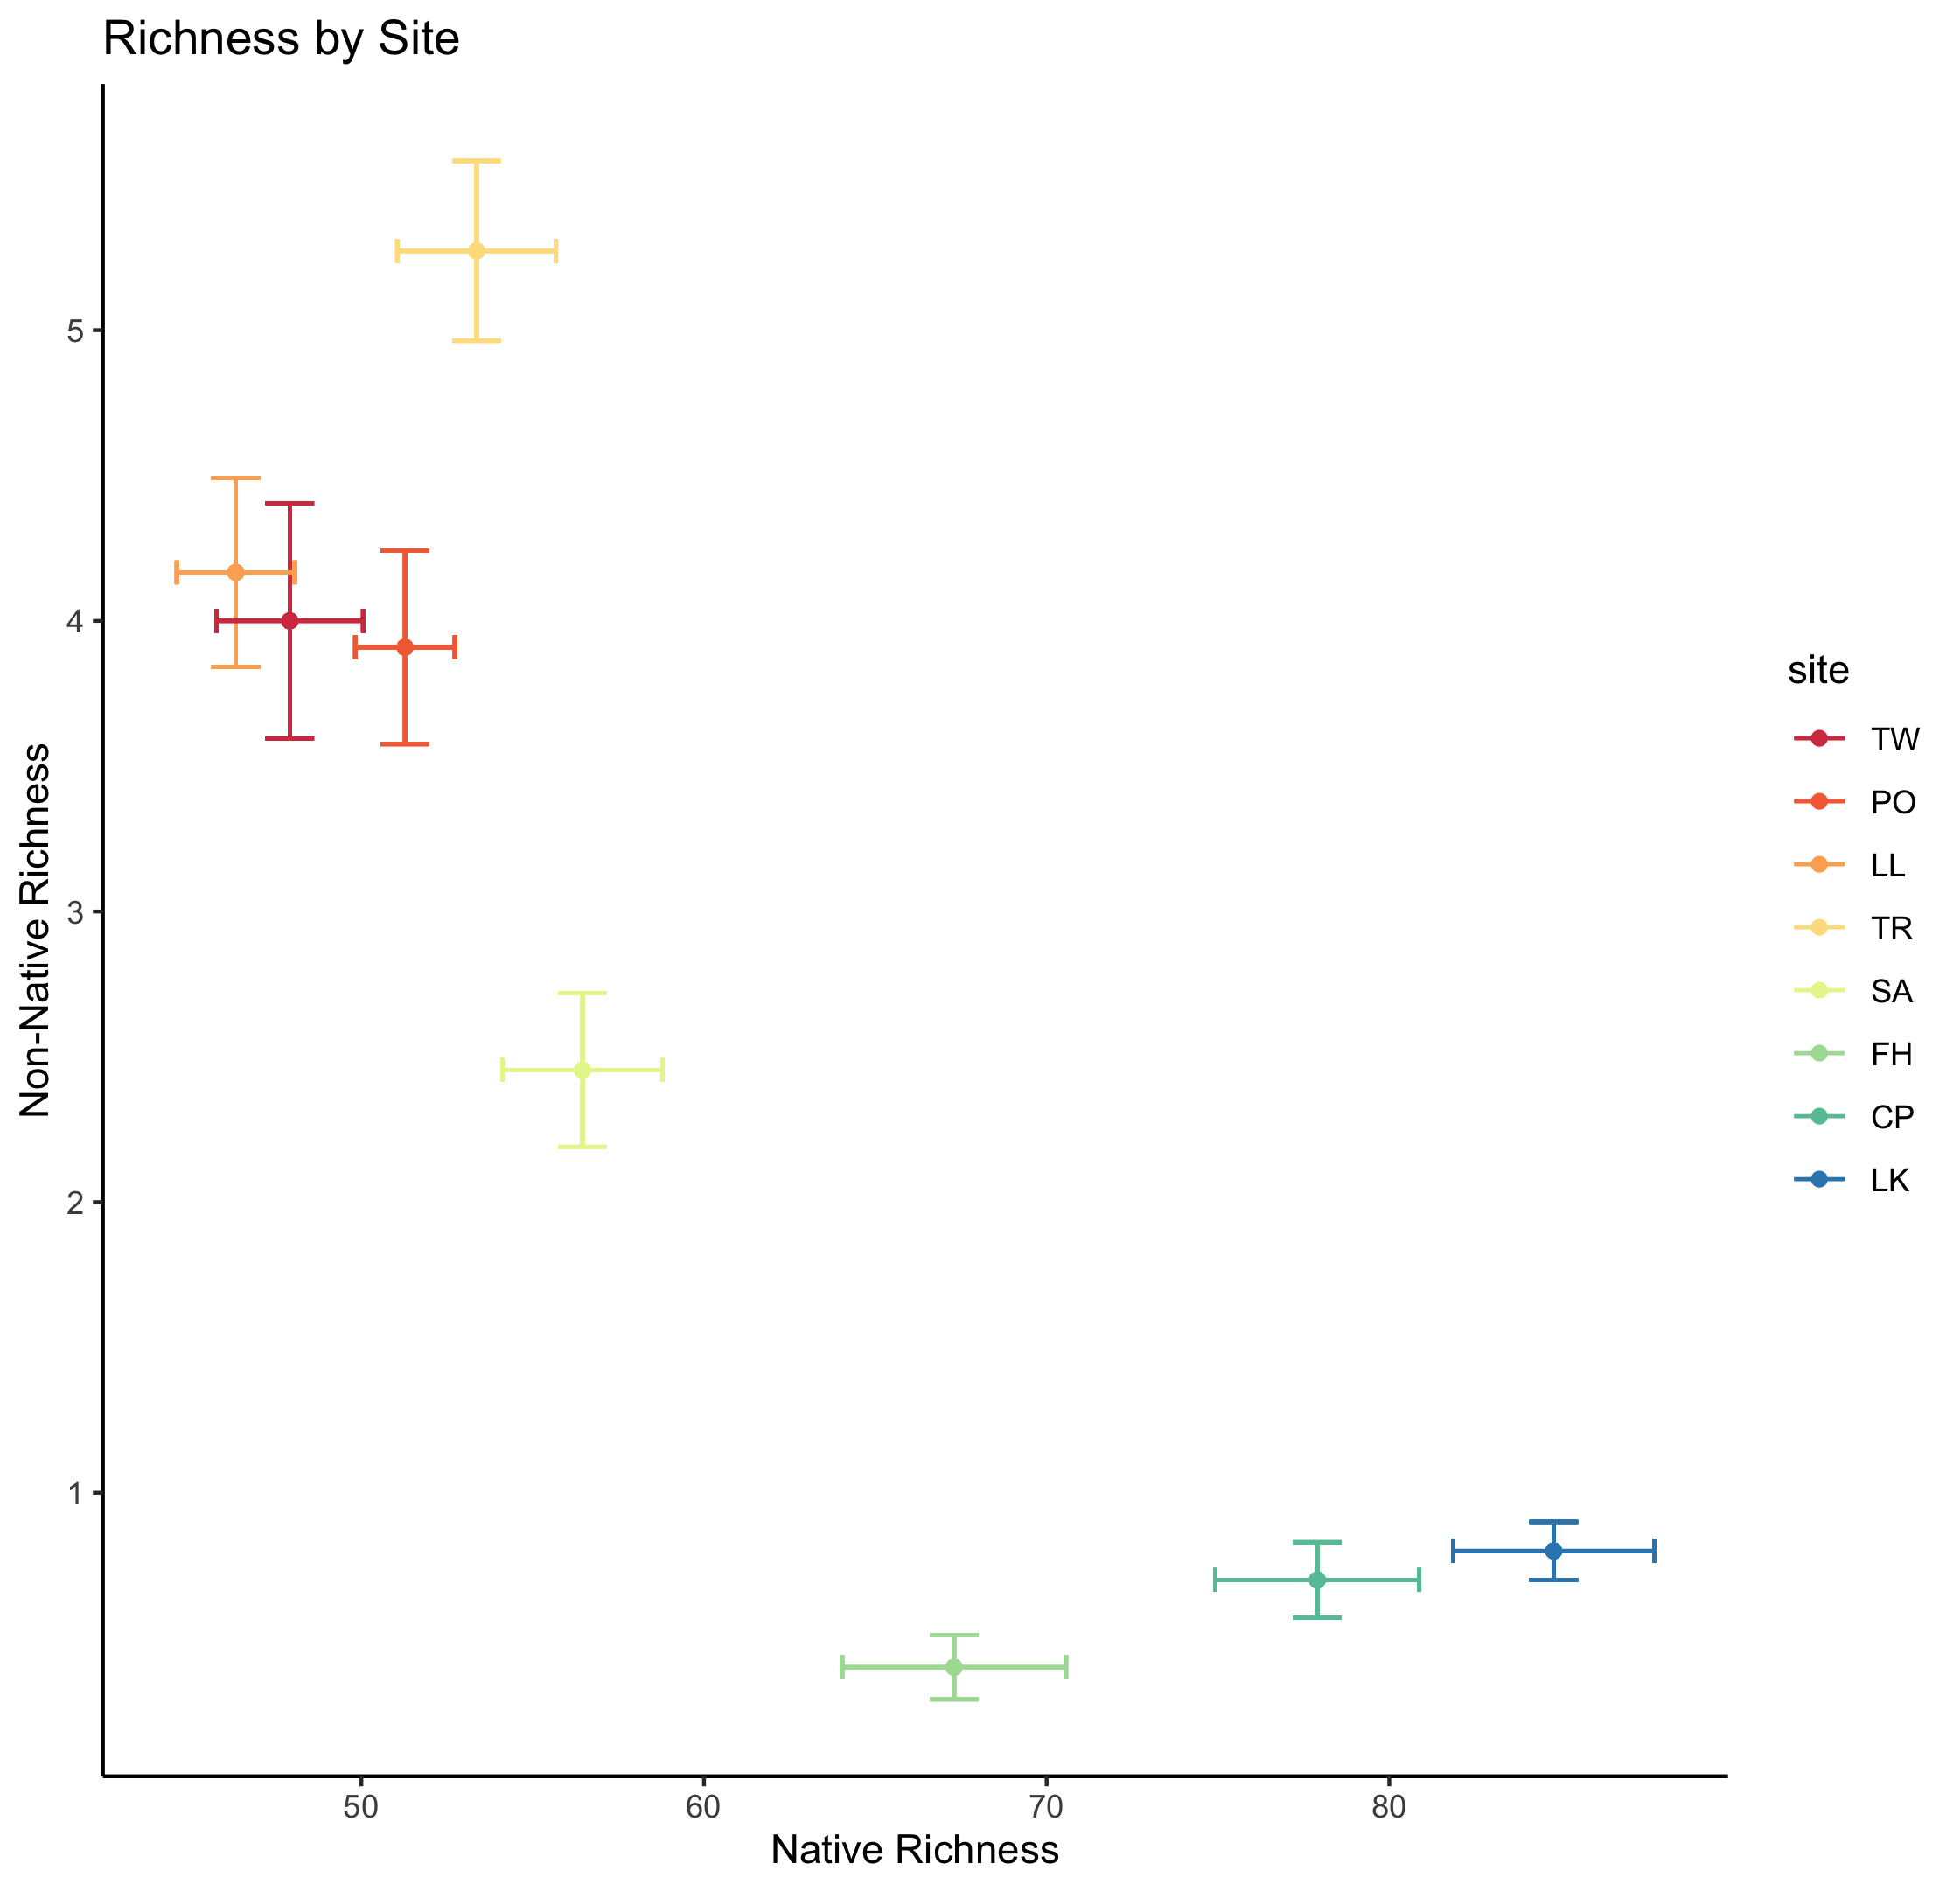 Richness by Site
Non-Native Richness
5
4
3
2
1
50 60 70 80
Native Richness
site
TW
PO
LL
TR
SA
FH
CP
LK